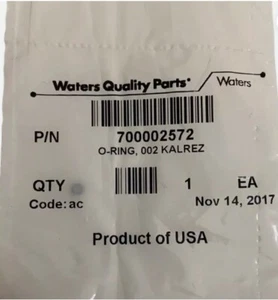 Waters Quality Parts® Waters
P/N 700002572
O-RING, 002 KALREZ
QTY 1 EA
Code: ac Nov 14, 2017
Product of USA